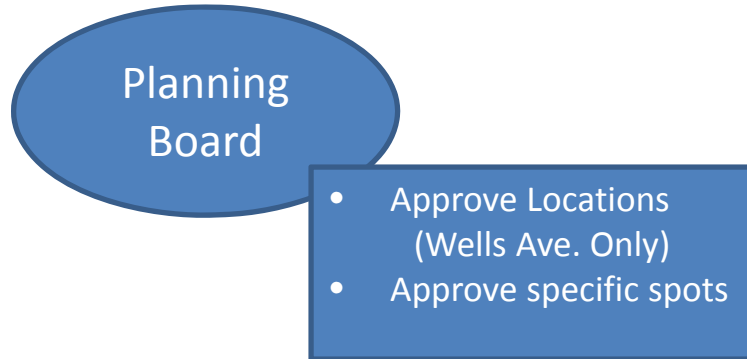 Planning
Board
• Approve Locations
(Wells Ave. Only)
• Approve specific spots